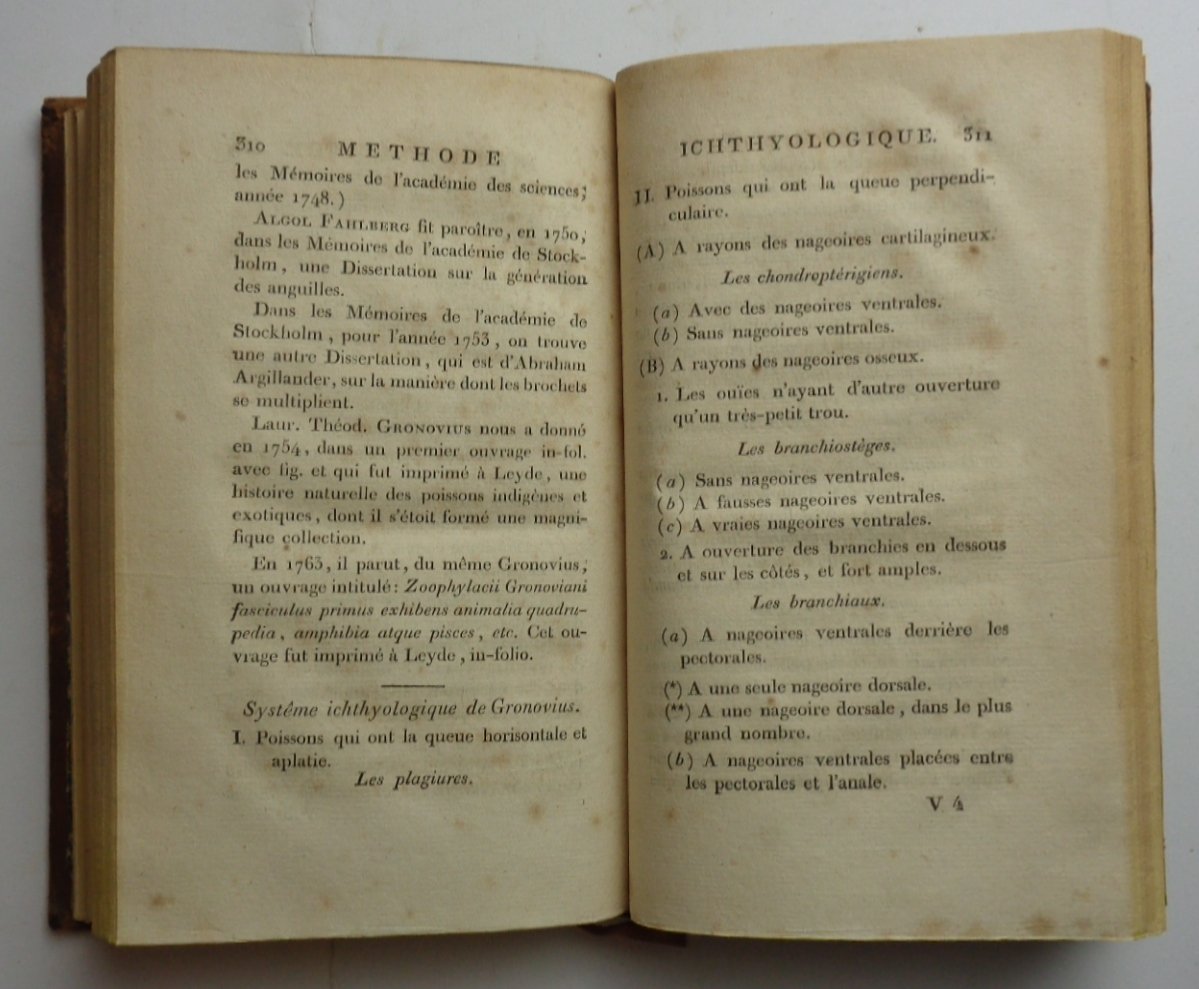 310 METHODE
les Mémoires de l'académie des sciences;
année 1748.)
ALGOL FAHLBERG fit paroître, en 1750,
dans les Mémoires de l'académie de Stock-
holm, une Dissertation sur la génération
des anguilles.
Dans les Mémoires de l'académie de
Stockholm, pour l'année 1753, on trouve
une autre Dissertation, qui est d'Abraham
Argillander, sur la manière dont les brochets
se multiplient.
Laur. Théod. GRONOVIUS nous a donné
en 1754, dans un premier ouvrage in-fol.
avec fig. et qui fut imprimé à Leyde, une
histoire naturelle des poissons indigènes et
exotiques, dont il s'étoit formé une magni-
fique collection.
En 1763, il parut, du même Gronovius,
un ouvrage intitulé: Zoophylacii Gronoviani
fasciculus primus exhibens animalia quadru-
pedia, amphibia atque pisces, etc. Cet ou-
vrage fut imprimé à Leyde, in-folio.
Systême ichthyologique de Gronovius.
I. Poissons qui ont la queue horisontale et
aplatie.
Les plagiures.
ICHTHYOLOGIQUE. 311
II. Poissons qui ont la queue perpendi-
culaire.
(A) A rayons des nageoires cartilagineux.
Les chondroptérigiens.
(a) Avec des nageoires ventrales.
(b) Sans nageoires ventrales.
(B) A rayons des nageoires osseux.
1. Les ouïes n'ayant d'autre ouverture
qu'un très-petit trou.
Les branchiostèges.
(a) Sans nageoires ventrales.
(b) A fausses nageoires ventrales.
(c) A vraies nageoires ventrales.
2. A ouverture des branchies en dessous
et sur les côtés, et fort amples.
Les branchiaux.
(a) A nageoires ventrales derrière les
pectorales.
(*) A une seule nageoire dorsale.
(**) A une nageoire dorsale, dans le plus
grand nombre.
(b) A nageoires ventrales placées entre
les pectorales et l'anale.
V 4